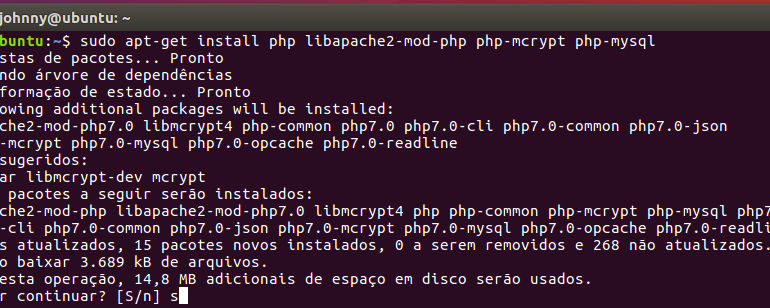 johnny@ubuntu: ~
buntu:~$ sudo apt-get install php libapache2-mod-php php-mcrypt php-mysql
stas de pacotes... Pronto
ndo árvore de dependências
formação de estado... Pronto
owing additional packages will be installed:
che2-mod-php7.0 libmcrypt4 php-common php7.0 php7.0-cli php7.0-common php7.0-json
-mcrypt php7.0-mysql php7.0-opcache php7.0-readline
sugeridos:
ar libmcrypt-dev mcrypt
pacotes a seguir serão instalados:
che2-mod-php libapache2-mod-php7.0 libmcrypt4 php php-common php-mcrypt php-mysql php7
-cli php7.0-common php7.0-json php7.0-mcrypt php7.0-mysql php7.0-opcache php7.0-readli
s atualizados, 15 pacotes novos instalados, 0 a serem removidos e 268 não atualizados.
o baixar 3.689 kB de arquivos.
esta operação, 14,8 MB adicionais de espaço em disco serão usados.
r continuar? [S/n] s